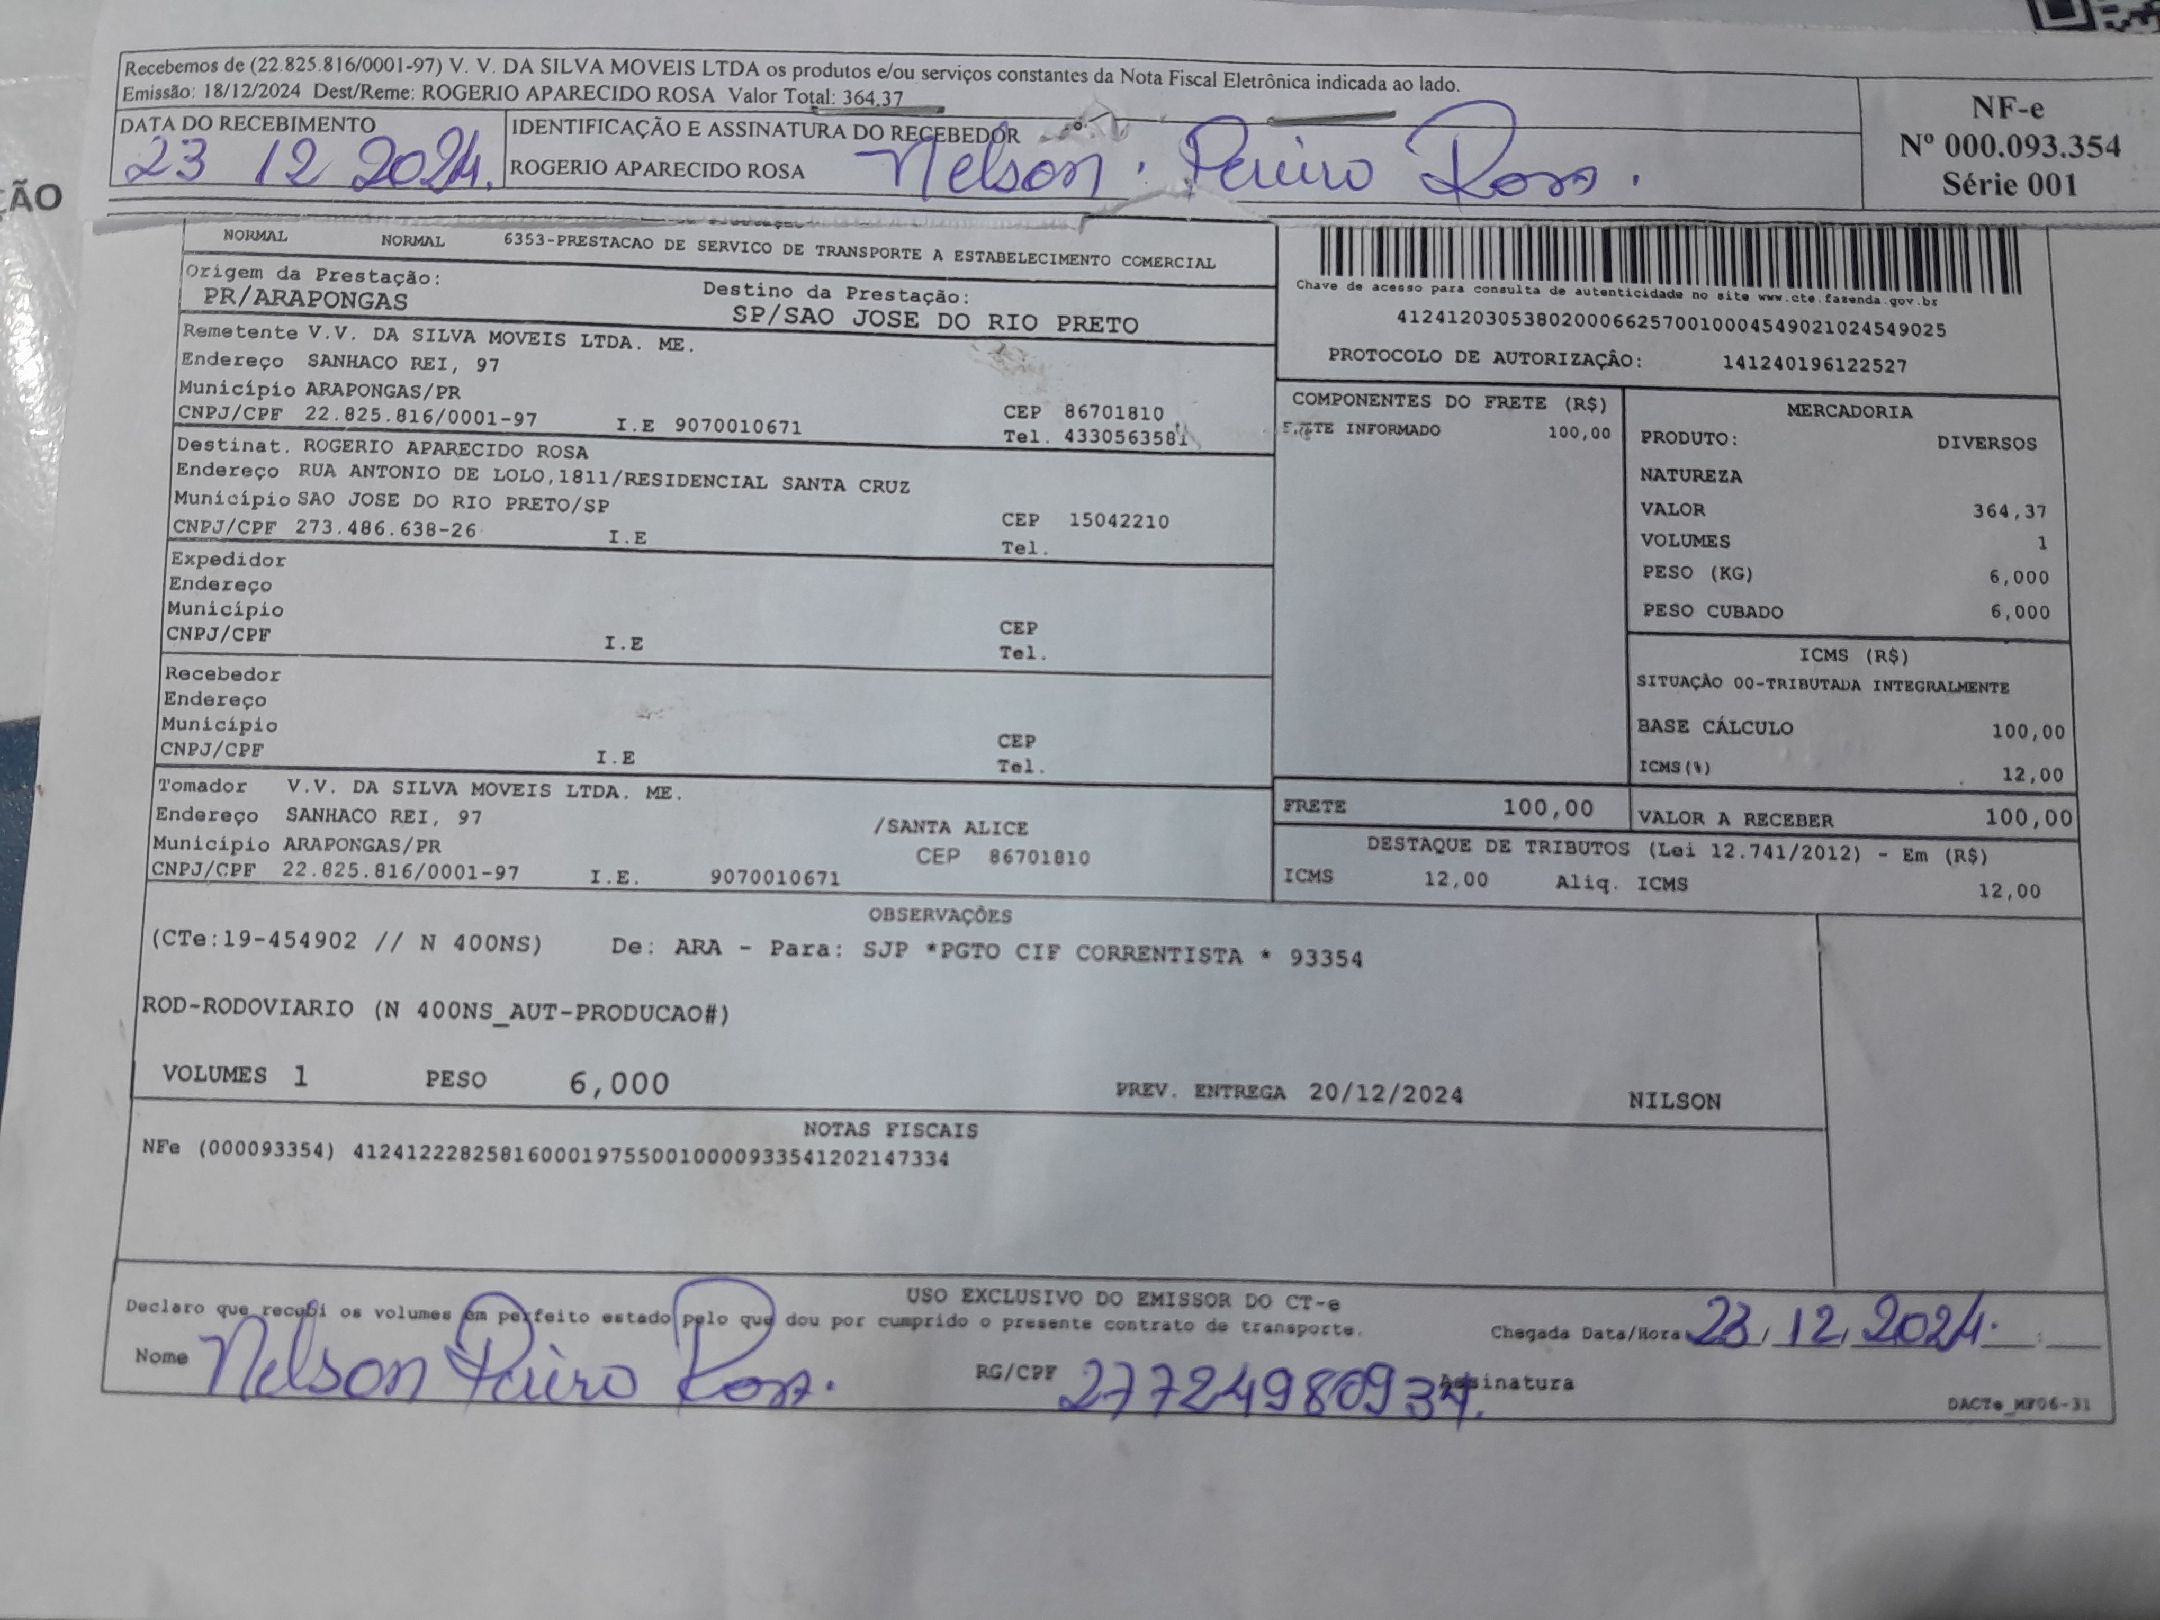 Recebemos de (22.825.816/0001-97) V. V. DA SILVA MOVEIS LTDA os produtos e/ou serviços constantes da Nota Fiscal Eletrônica indicada ao lado.
Emissão: 18/12/2024 Dest/Reme: ROGERIO APARECIDO ROSA Valor Total: 364.37
DATA DO RECEBIMENTO
23 12 2024.
IDENTIFICAÇÃO E ASSINATURA DO RECEBEDOR
ROGERIO APARECIDO ROSA Nelson
NF-e
Nº 000.093.354
Série 001
ÇÃO
NORMAL NORMAL 6353-PRESTACAO DE SERVICO DE TRANSPORTE A ESTABELECIMENTO COMERCIAL
Origem da Prestação:
PR/ARAPONGAS
Destino da Prestação:
SP/SAO JOSE DO RIO PRETO
Chave de acesso para consulta de autenticidade no site www.cte.fazenda.gov.br
41241203053802000662570010004549021024549025
PROTOCOLO DE AUTORIZAÇÂO: 141240196122527
Remetente V.V. DA SILVA MOVEIS LTDA. ME.
Endereço SANHACO REI, 97
Município ARAPONGAS/PR
CNPJ/CPF 22.825.816/0001-97 I.E 9070010671
CEP 86701810
Tel. 4330563581
Destinat. ROGERIO APARECIDO ROSA
Endereço RUA ANTONIO DE LOLO,1811/RESIDENCIAL SANTA CRUZ
Município SAO JOSE DO RIO PRETO/SP
CNPJ/CPF 273.486.638-26 I.E
CEP 15042210
Tel.
Expedidor
Endereço
Município
CNPJ/CPF I.E
CEP
Tel.
Recebedor
Endereço
Município
CNPJ/CPF I.E
CEP
Tel.
Tomador V.V. DA SILVA MOVEIS LTDA. ME.
Endereço SANHACO REI, 97 /SANTA ALICE
Município ARAPONGAS/PR CEP 86701810
CNPJ/CPF 22.825.816/0001-97 I.E. 9070010671
COMPONENTES DO FRETE (R$)
INFORMADO 100,00
MERCADORIA
PRODUTO: DIVERSOS
NATUREZA
VALOR 364,37
VOLUMES 1
PESO (KG) 6,000
PESO CUBADO 6,000
ICMS (R$)
SITUAÇÃO 00-TRIBUTADA INTEGRALMENTE
BASE CÁLCULO 100,00
ICMS(%) 12,00
FRETE 100,00
VALOR A RECEBER 100,00
DESTAQUE DE TRIBUTOS (Lei 12.741/2012) - Em (R$)
ICMS 12,00 Aliq. ICMS 12,00
OBSERVAÇÕES
(CTe:19-454902 // N 400NS) De: ARA - Para: SJP *PGTO CIF CORRENTISTA * 93354
ROD-RODOVIARIO (N 400NS_AUT-PRODUCAO#)
VOLUMES 1 PESO 6,000 PREV. ENTREGA 20/12/2024 NILSON
NOTAS FISCAIS
NFe (000093354) 41241222825816000197550010000933541202147334
USO EXCLUSIVO DO EMISSOR DO CT-e
Declaro que recebi os volumes em perfeito estado pelo que dou por cumprido o presente contrato de transporte.
Chegada Data/Hora 23/12/2024.
Nome Nelson
RG/CPF 27724980934.
Assinatura
DACTe_MF06-31